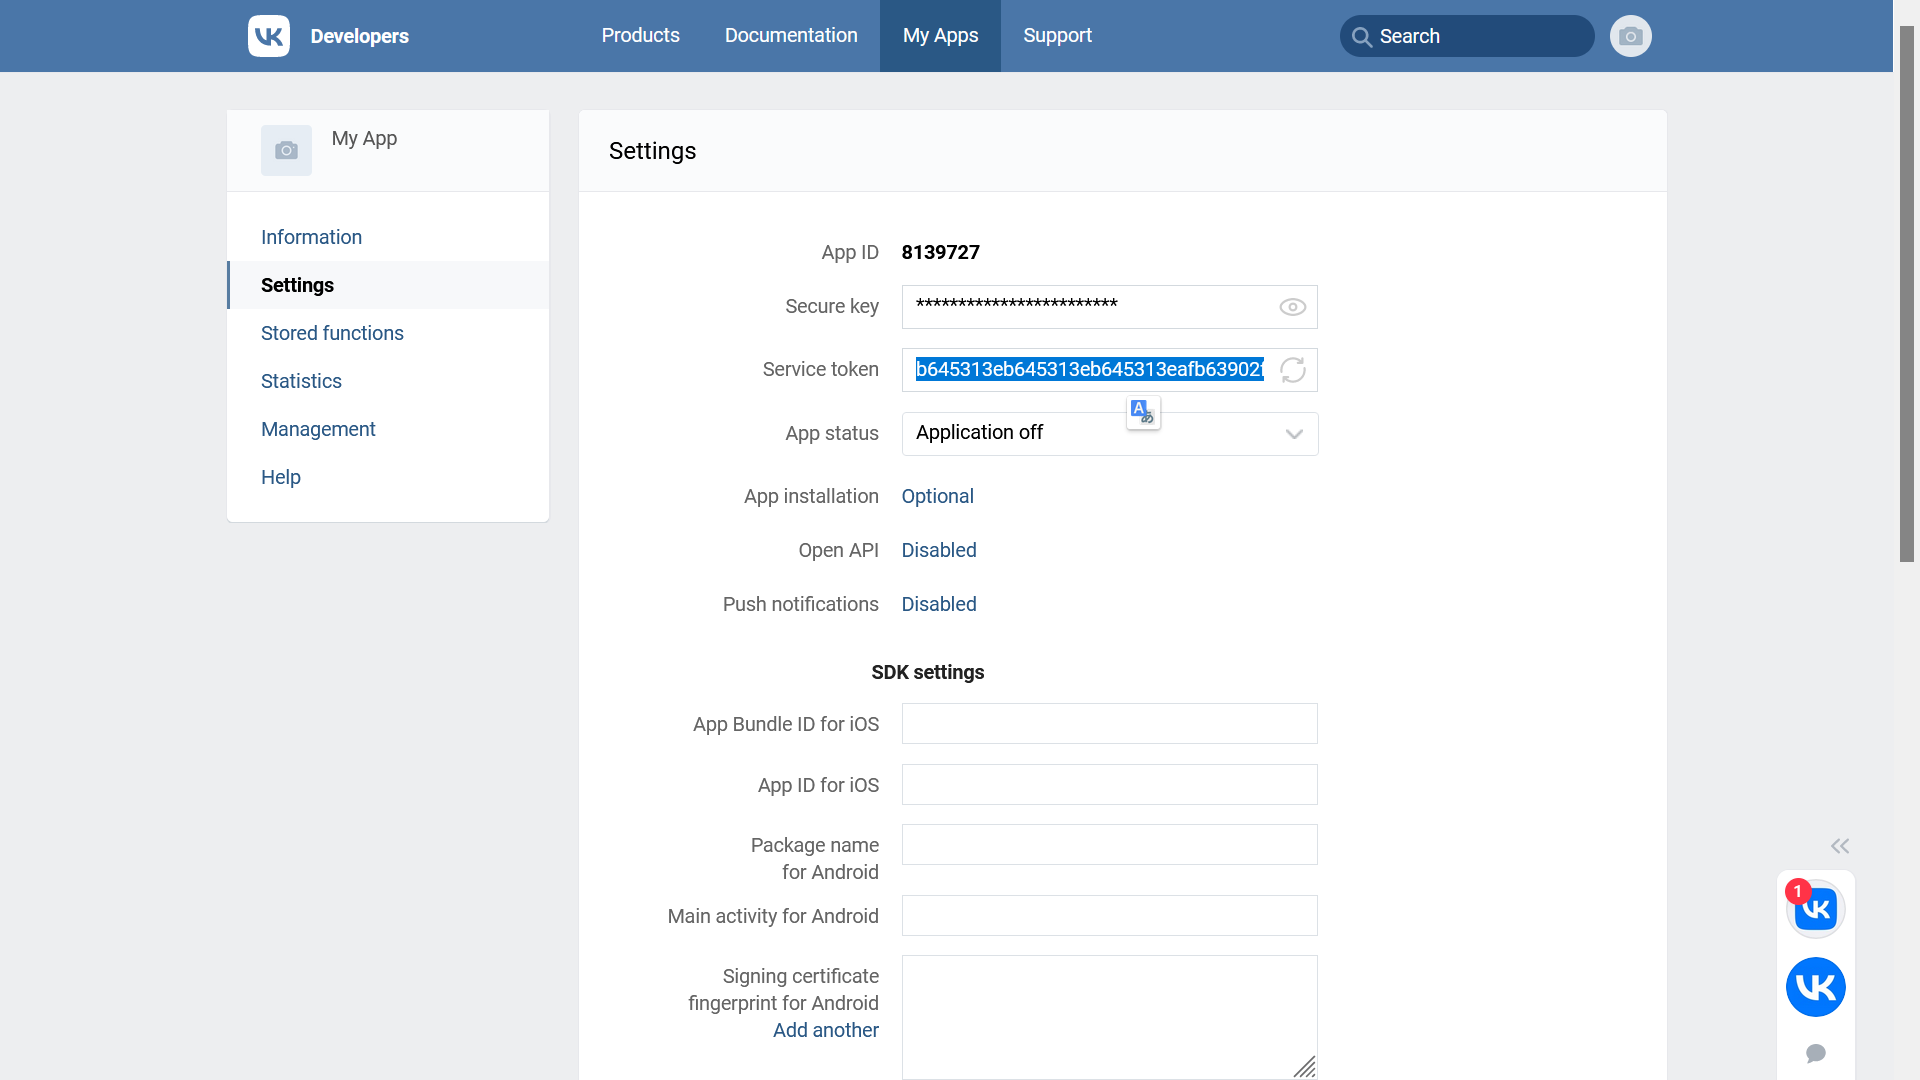 Developers
Products
Documentation
My Apps
Support
Search
My App
Information
Settings
Stored functions
Statistics
Management
Help
Settings
App ID 8139727
Secure key ************************
Service token b645313eb645313eb645313eafb63902f
App status Application off
App installation Optional
Open API Disabled
Push notifications Disabled
SDK settings
App Bundle ID for iOS
App ID for iOS
Package name
for Android
Main activity for Android
Signing certificate
fingerprint for Android
Add another
1